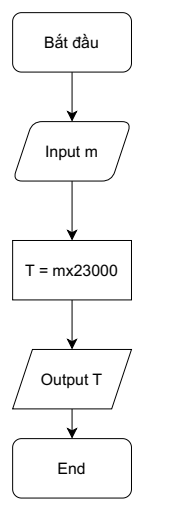 Bắt đầu
Input m
T = mx23000
Output T
End